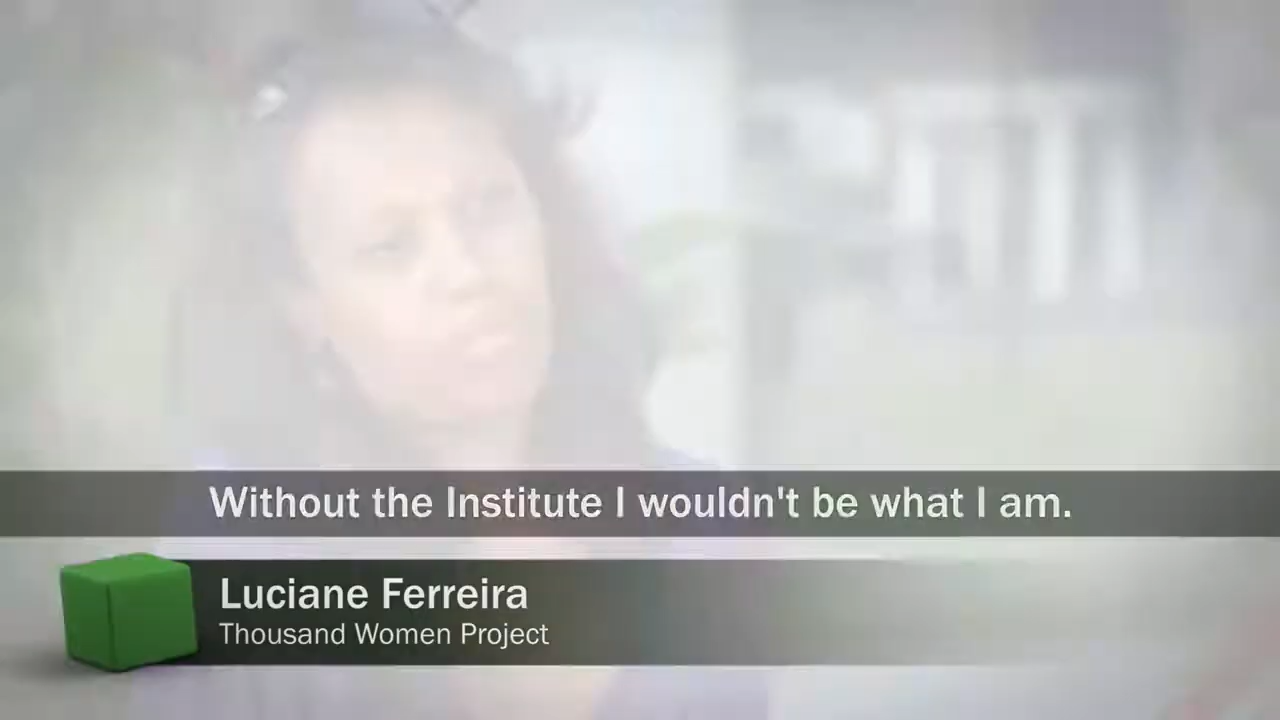 Without the Institute I wouldn't be what I am.
Luciane Ferreira
Thousand Women Project